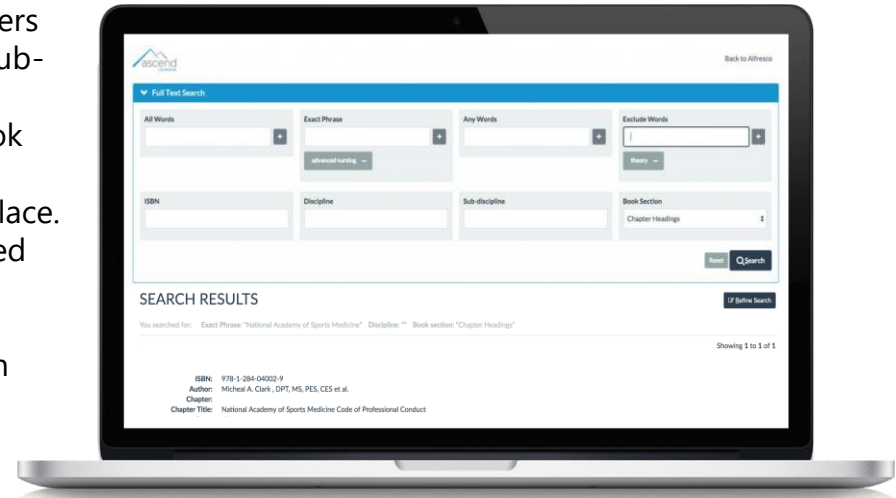 ers
ub-
ok
lace.
ed
n
ascend
Back to Alfresco
Full Text Search
All Words Exact Phrase Any Words Exclude Words
+ + + +
advanced nursing – theory –
ISBN Discipline Sub-discipline Book Section
Chapter Headings
Reset Search
SEARCH RESULTS
Refine Search
You searched for: Exact Phrase: "National Academy of Sports Medicine" Discipline: "" Book section: "Chapter Headings"
Showing 1 to 1 of 1
ISBN: 978-1-284-04002-9
Author: Micheal A. Clark , DPT, MS, PES, CES et al.
Chapter:
Chapter Title: National Academy of Sports Medicine Code of Professional Conduct